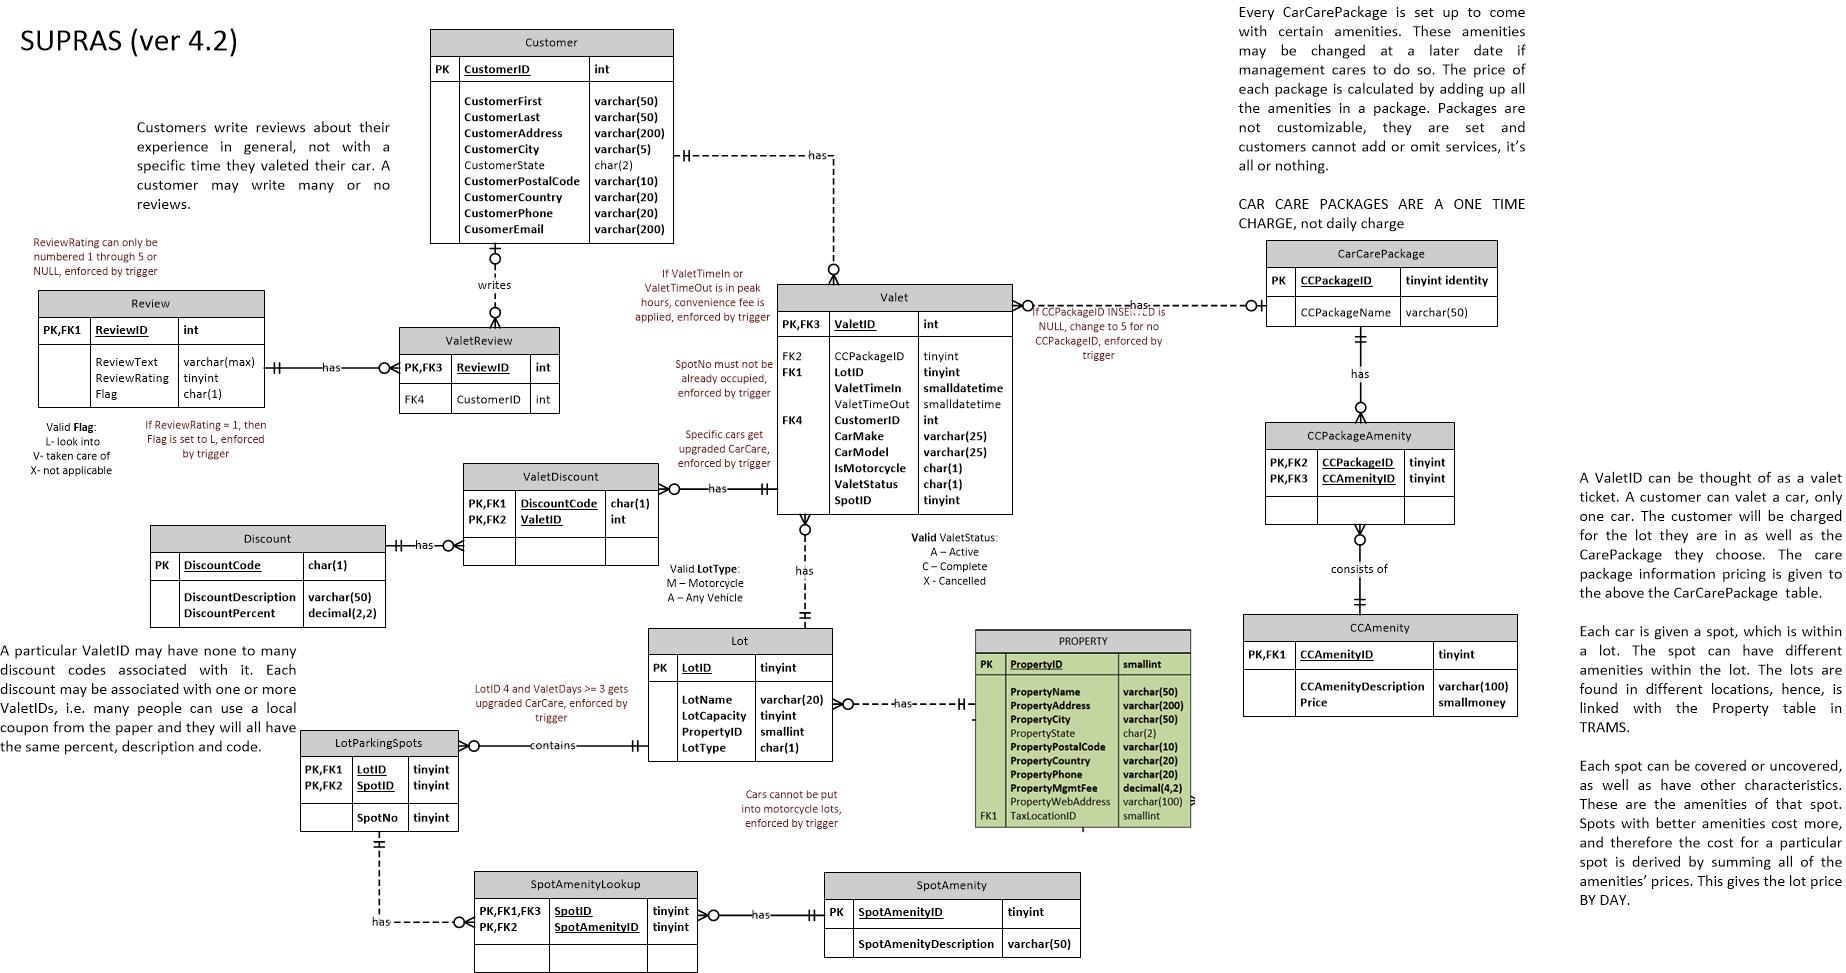 SUPRAS (ver 4.2)
Customers write reviews about their
experience in general, not with a
specific time they valeted their car. A
customer may write many or no
reviews.
Customer
PK CustomerID int
CustomerFirst varchar(50)
CustomerLast varchar(50)
CustomerAddress varchar(200)
CustomerCity varchar(5)
CustomerState char(2)
CustomerPostalCode varchar(10)
CustomerCountry varchar(20)
CustomerPhone varchar(20)
CusomerEmail varchar(200)
has
writes
Every CarCarePackage is set up to come
with certain amenities. These amenities
may be changed at a later date if
management cares to do so. The price of
each package is calculated by adding up all
the amenities in a package. Packages are
not customizable, they are set and
customers cannot add or omit services, it's
all or nothing.
CAR CARE PACKAGES ARE A ONE TIME
CHARGE, not daily charge
ReviewRating can only be
numbered 1 through 5 or
NULL, enforced by trigger
Review
PK,FK1 ReviewID int
ReviewText varchar(max)
ReviewRating tinyint
Flag char(1)
has
ValetReview
PK,FK3 ReviewID int
FK4 CustomerID int
Valid Flag:
L- look into
V- taken care of
X- not applicable
If ReviewRating = 1, then
Flag is set to L, enforced
by trigger
If ValetTimeIn or
ValetTimeOut is in peak
hours, convenience fee is
applied, enforced by trigger
SpotNo must not be
already occupied,
enforced by trigger
Specific cars get
upgraded CarCare,
enforced by trigger
Valet
PK,FK3 ValetID int
FK2 CCPackageID tinyint
FK1 LotID tinyint
ValetTimeIn smalldatetime
ValetTimeOut smalldatetime
FK4 CustomerID int
CarMake varchar(25)
CarModel varchar(25)
IsMotorcycle char(1)
ValetStatus char(1)
SpotID tinyint
has
If CCPackageID INSERTED is
NULL, change to 5 for no
CCPackageID, enforced by
trigger
CarCarePackage
PK CCPackageID tinyint identity
CCPackageName varchar(50)
has
CCPackageAmenity
PK,FK2 CCPackageID tinyint
PK,FK3 CCAmenityID tinyint
consists of
CCAmenity
PK,FK1 CCAmenityID tinyint
CCAmenityDescription varchar(100)
Price smallmoney
ValetDiscount
PK,FK1 DiscountCode char(1)
PK,FK2 ValetID int
has
has
Discount
PK DiscountCode char(1)
DiscountDescription varchar(50)
DiscountPercent decimal(2,2)
Valid LotType:
M – Motorcycle
A – Any Vehicle
has
Valid ValetStatus:
A – Active
C – Complete
X - Cancelled
A particular ValetID may have none to many
discount codes associated with it. Each
discount may be associated with one or more
ValetIDs, i.e. many people can use a local
coupon from the paper and they will all have
the same percent, description and code.
LotID 4 and ValetDays >= 3 gets
upgraded CarCare, enforced by
trigger
Lot
PK LotID tinyint
LotName varchar(20)
LotCapacity tinyint
PropertyID smallint
LotType char(1)
has
PROPERTY
PK PropertyID smallint
PropertyName varchar(50)
PropertyAddress varchar(200)
PropertyCity varchar(50)
PropertyState char(2)
PropertyPostalCode varchar(10)
PropertyCountry varchar(20)
PropertyPhone varchar(20)
PropertyMgmtFee decimal(4,2)
PropertyWebAddress varchar(100)
FK1 TaxLocationID smallint
LotParkingSpots
PK,FK1 LotID tinyint
PK,FK2 SpotID tinyint
SpotNo tinyint
contains
Cars cannot be put
into motorcycle lots,
enforced by trigger
has
SpotAmenityLookup
PK,FK1,FK3 SpotID tinyint
PK,FK2 SpotAmenityID tinyint
has
SpotAmenity
PK SpotAmenityID tinyint
SpotAmenityDescription varchar(50)
A ValetID can be thought of as a valet
ticket. A customer can valet a car, only
one car. The customer will be charged
for the lot they are in as well as the
CarePackage they choose. The care
package information pricing is given to
the above the CarCarePackage table.
Each car is given a spot, which is within
a lot. The spot can have different
amenities within the lot. The lots are
found in different locations, hence, is
linked with the Property table in
TRAMS.
Each spot can be covered or uncovered,
as well as have other characteristics.
These are the amenities of that spot.
Spots with better amenities cost more,
and therefore the cost for a particular
spot is derived by summing all of the
amenities' prices. This gives the lot price
BY DAY.